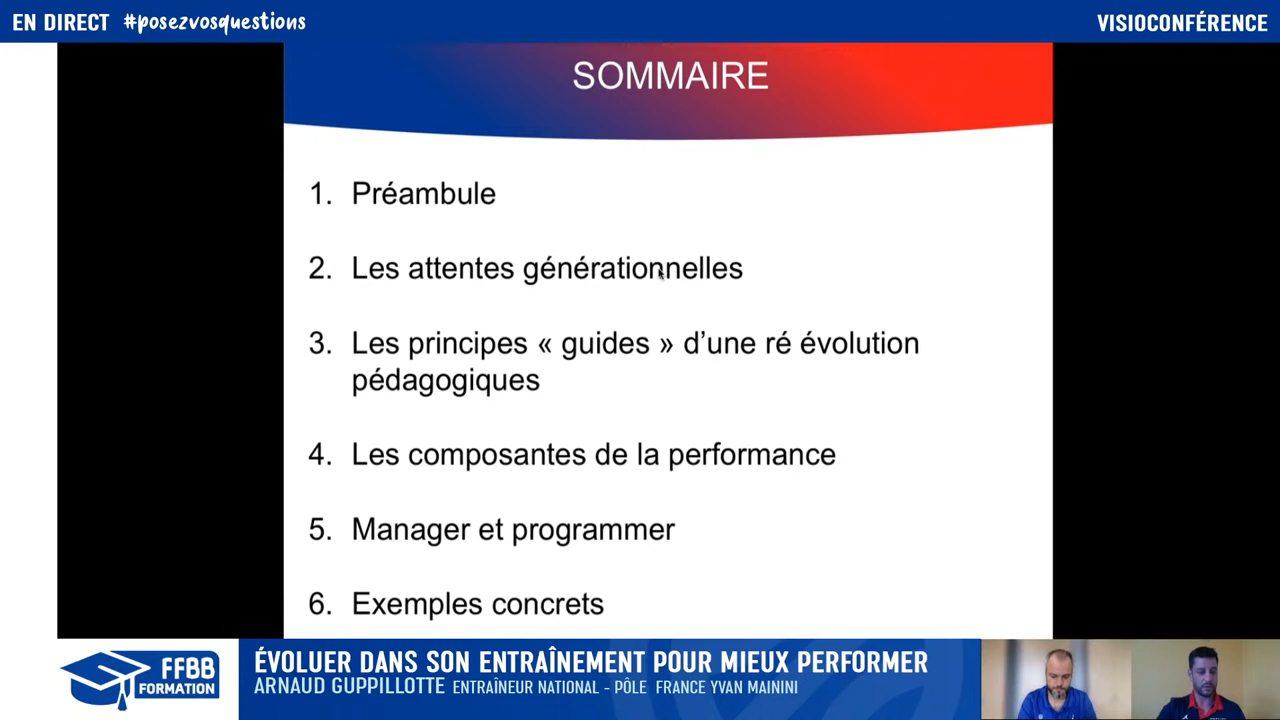 EN DIRECT #posezvosquestions
VISIOCONFÉRENCE
SOMMAIRE
1. Préambule
2. Les attentes générationnelles
3. Les principes « guides » d’une ré évolution
pédagogiques
4. Les composantes de la performance
5. Manager et programmer
6. Exemples concrets
FFBB
FORMATION
ÉVOLUER DANS SON ENTRAÎNEMENT POUR MIEUX PERFORMER
ARNAUD GUPPILLOTTE ENTRAÎNEUR NATIONAL - PÔLE FRANCE YVAN MAININI